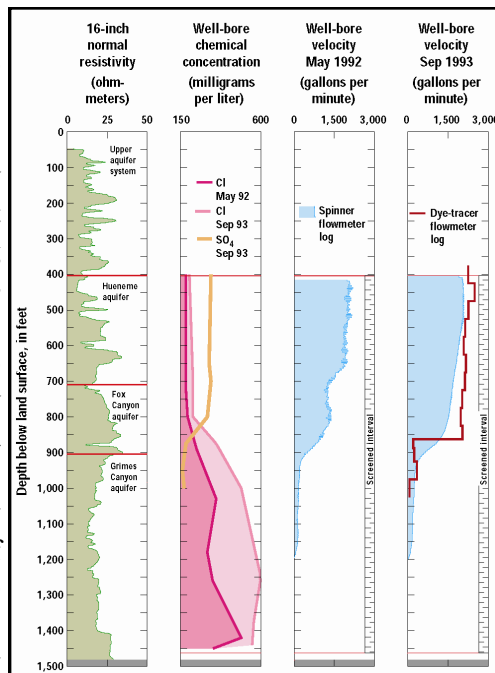 16-inch
normal
resistivity
(ohm-
meters)
0 25 50
Well-bore
chemical
concentration
(milligrams
per liter)
150 600
Well-bore
velocity
May 1992
(gallons per
minute)
0 1,500 3,000
Well-bore
velocity
Sep 1993
(gallons per
minute)
0 1,500 3,000
Depth below land surface, in feet
0
100
200
300
400
500
600
700
800
900
1,000
1,100
1,200
1,300
1,400
1,500
Upper
aquifer
system
Hueneme
aquifer
Fox
Canyon
aquifer
Grimes
Canyon
aquifer
Cl
May 92
Cl
Sep 93
SO4
Sep 93
Spinner
flowmeter
log
Screened interval
Dye-tracer
flowmeter
log
Screened interval